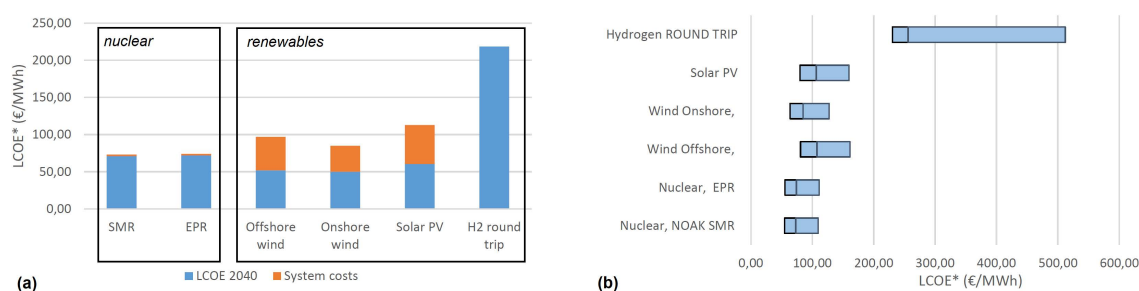 250,00
200,00
150,00
100,00
50,00
0,00
LCOE* (€/MWh)
nuclear
renewables
SMR
EPR
Offshore
wind
Onshore
wind
Solar PV
H2 round
trip
LCOE 2040
System costs
(a)
Hydrogen ROUND TRIP
Solar PV
Wind Onshore,
Wind Offshore,
Nuclear, EPR
Nuclear, NOAK SMR
0,00 100,00 200,00 300,00 400,00 500,00 600,00
LCOE* (€/MWh)
(b)